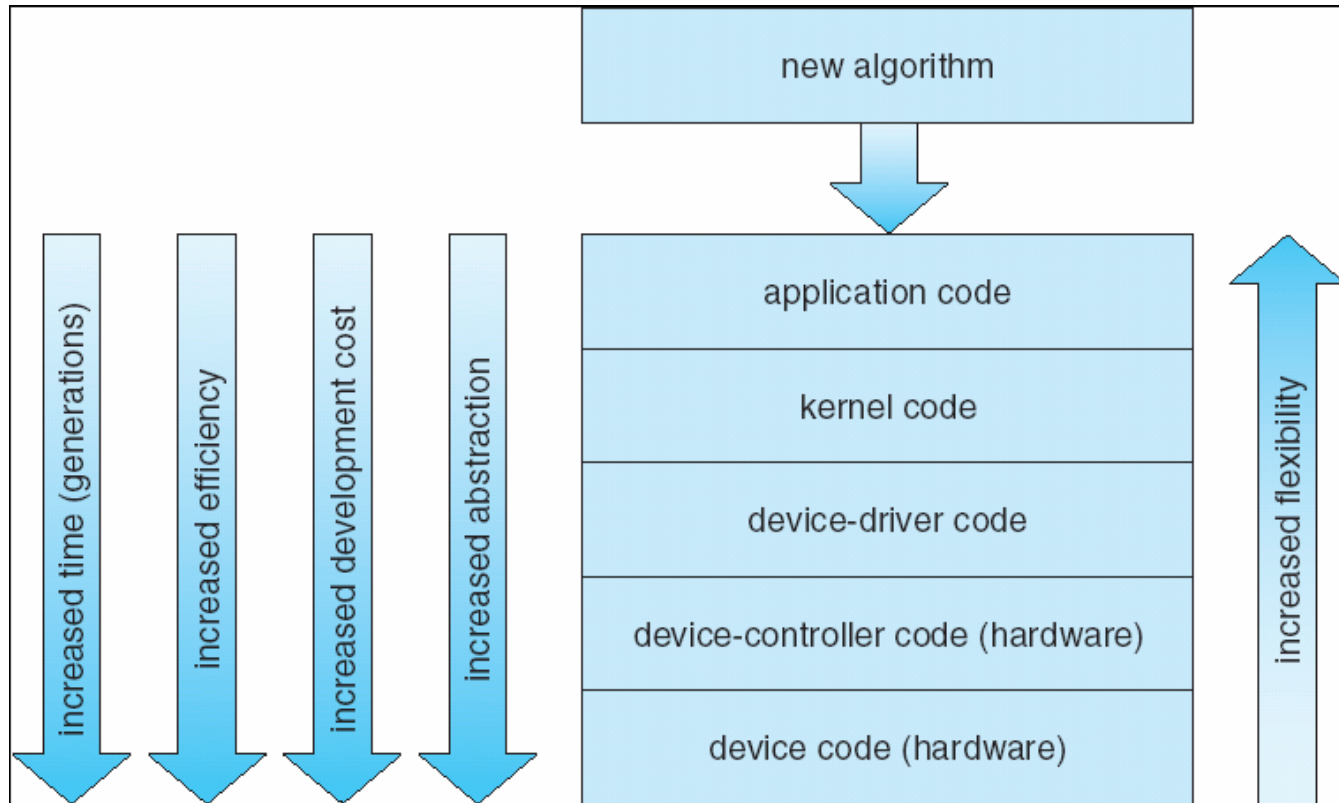 new algorithm
increased time (generations)
increased efficiency
increased development cost
increased abstraction
application code
kernel code
device-driver code
device-controller code (hardware)
device code (hardware)
increased flexibility